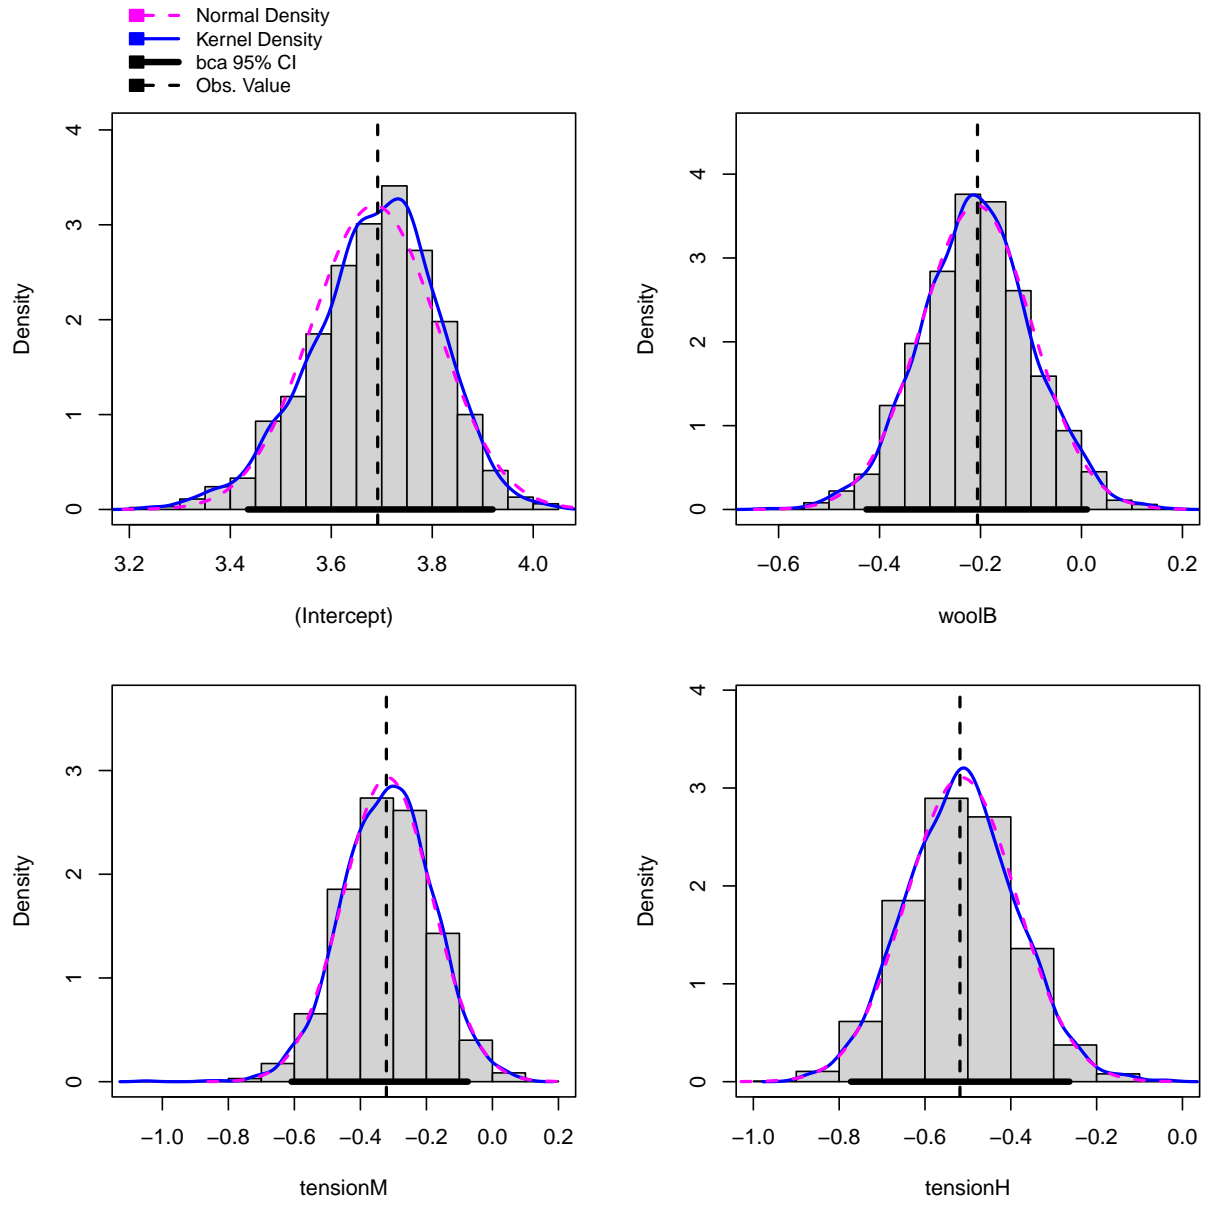 Normal Density
Kernel Density
bca 95% CI
Obs. Value
Density
0 1 2 3 4
3.2 3.4 3.6 3.8 4.0
(Intercept)
Density
0 1 2 3 4
−0.6 −0.4 −0.2 0.0 0.2
woolB
Density
0 1 2 3
−1.0 −0.8 −0.6 −0.4 −0.2 0.0 0.2
tensionM
Density
0 1 2 3 4
−1.0 −0.8 −0.6 −0.4 −0.2 0.0
tensionH